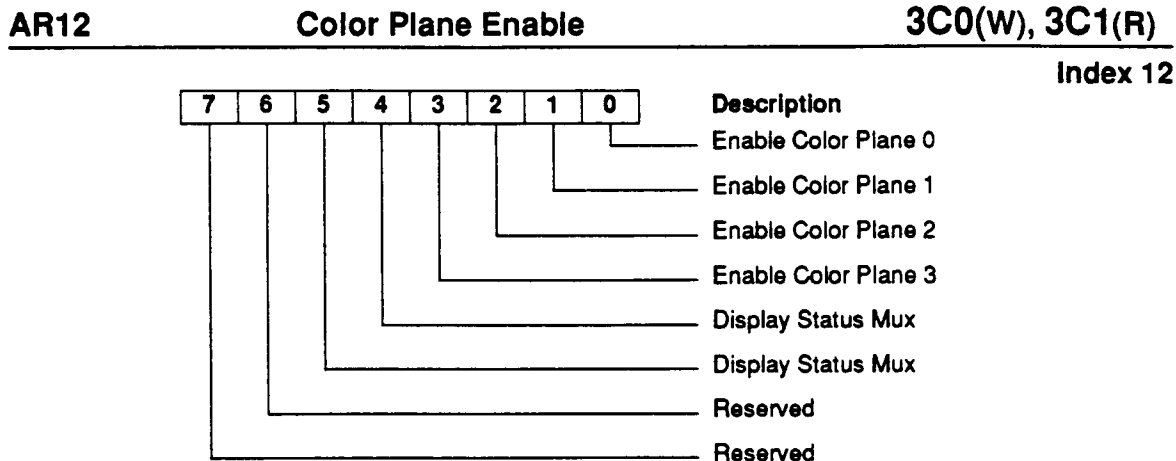 AR12 Color Plane Enable 3C0(W), 3C1(R)
Index 12
7 6 5 4 3 2 1 0 Description
Enable Color Plane 0
Enable Color Plane 1
Enable Color Plane 2
Enable Color Plane 3
Display Status Mux
Display Status Mux
Reserved
Reserved